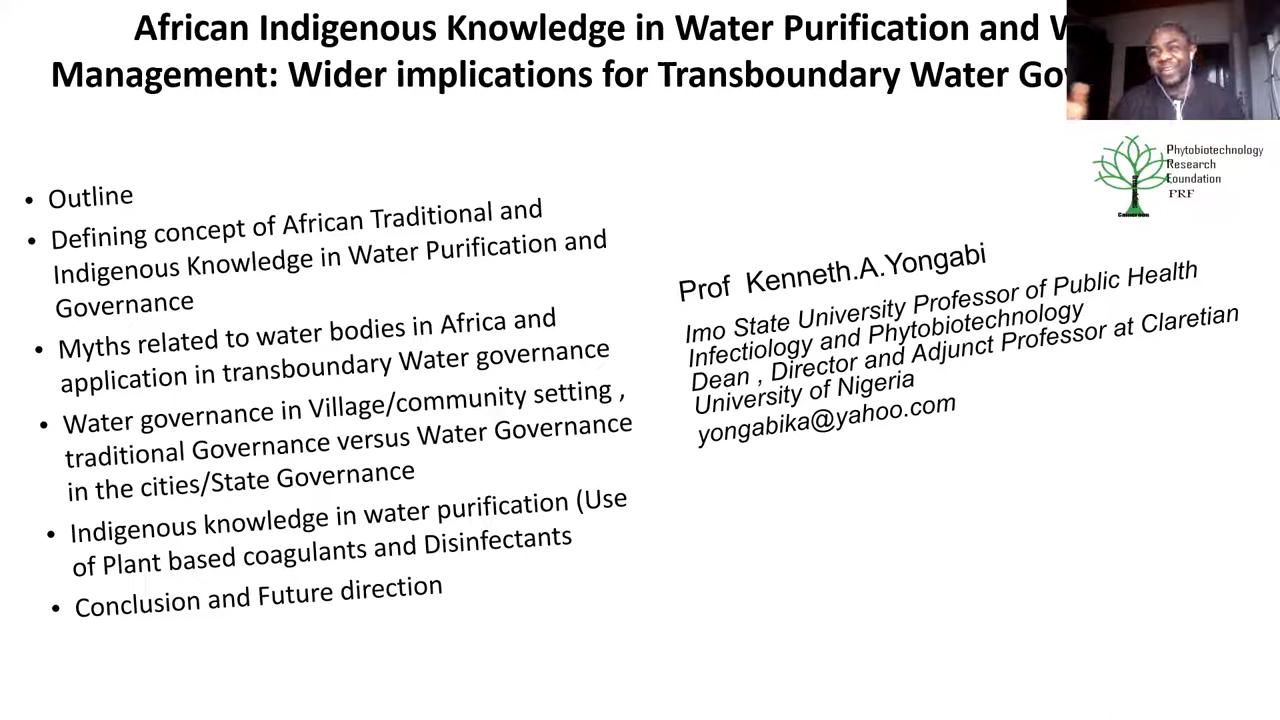 African Indigenous Knowledge in Water Purification and
Management: Wider implications for Transboundary Water
• Outline
• Defining concept of African Traditional and
Indigenous Knowledge in Water Purification and
Governance
• Myths related to water bodies in Africa and
application in transboundary Water governance
• Water governance in Village/community setting ,
traditional Governance versus Water Governance
in the cities/State Governance
• Indigenous knowledge in water purification (Use
of Plant based coagulants and Disinfectants
• Conclusion and Future direction
Phytobiotechnology
Research
Foundation
FRF
Cameroon
Prof Kenneth.A.Yongabi
Imo State University Professor of Public Health
Infectiology and Phytobiotechnology
Dean , Director and Adjunct Professor at Claretian
University of Nigeria
yongabika@yahoo.com